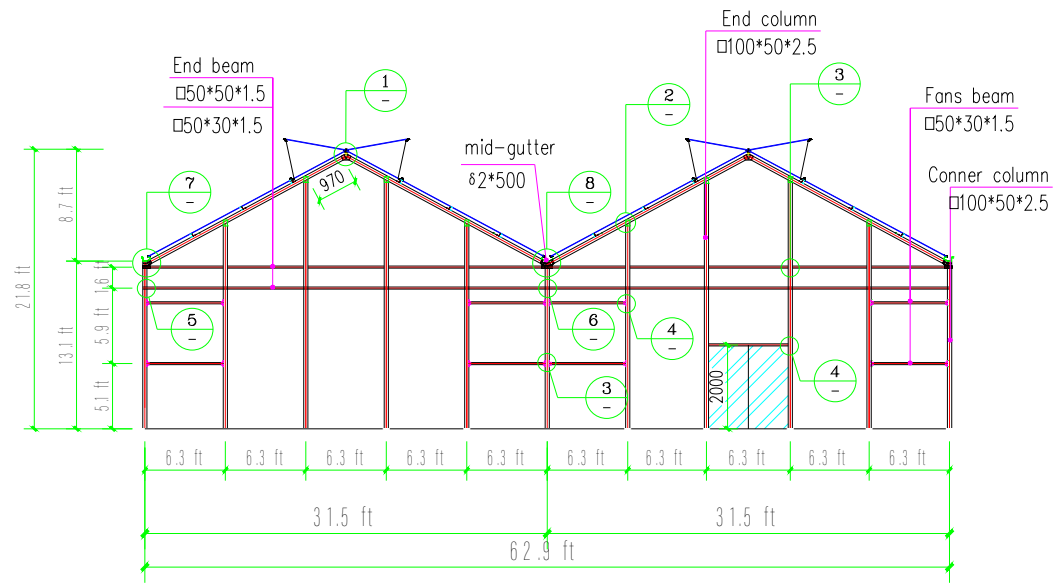 End column
□100*50*2.5
End beam
□50*50*1.5
□50*30*1.5
1
-
2
-
3
-
Fans beam
□50*30*1.5
mid-gutter
δ2*500
Conner column
□100*50*2.5
7
-
970
8
-
8.7 ft
21.8 ft
13.1 ft
1.6 ft
5.9 ft
5.1 ft
5
-
6
-
4
-
3
-
2000
4
-
6.3 ft
6.3 ft
6.3 ft
6.3 ft
6.3 ft
6.3 ft
6.3 ft
6.3 ft
6.3 ft
6.3 ft
31.5 ft
31.5 ft
62.9 ft